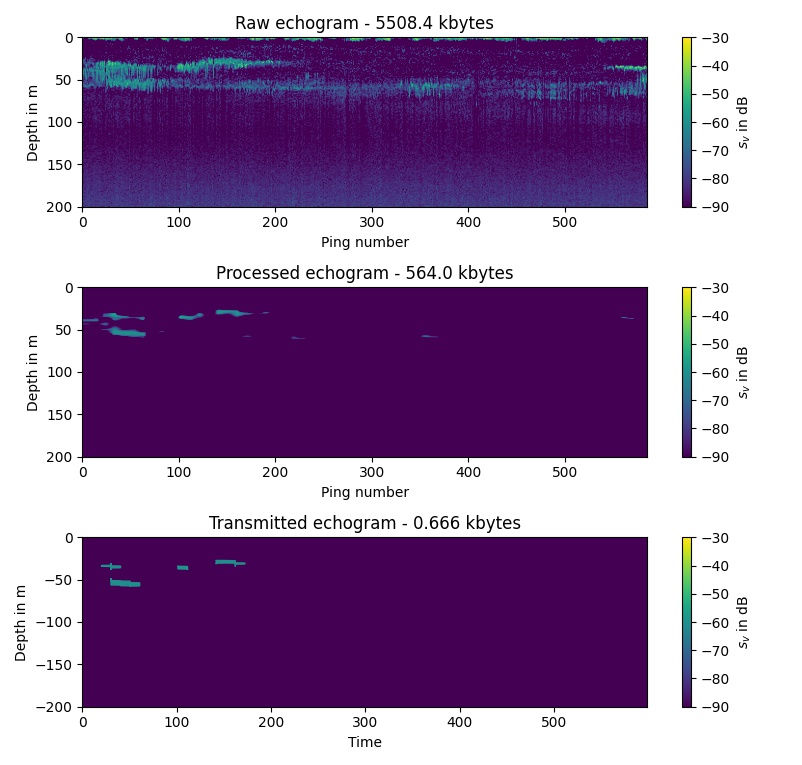 Raw echogram - 5508.4 kbytes
0
50
100
150
200
Depth in m
0 100 200 300 400 500
Ping number
−30
−40
−50
−60
−70
−80
−90
sv in dB
Processed echogram - 564.0 kbytes
0
50
100
150
200
Depth in m
0 100 200 300 400 500
Ping number
−30
−40
−50
−60
−70
−80
−90
sv in dB
Transmitted echogram - 0.666 kbytes
0
−50
−100
−150
−200
Depth in m
0 100 200 300 400 500
Time
−30
−40
−50
−60
−70
−80
−90
sv in dB